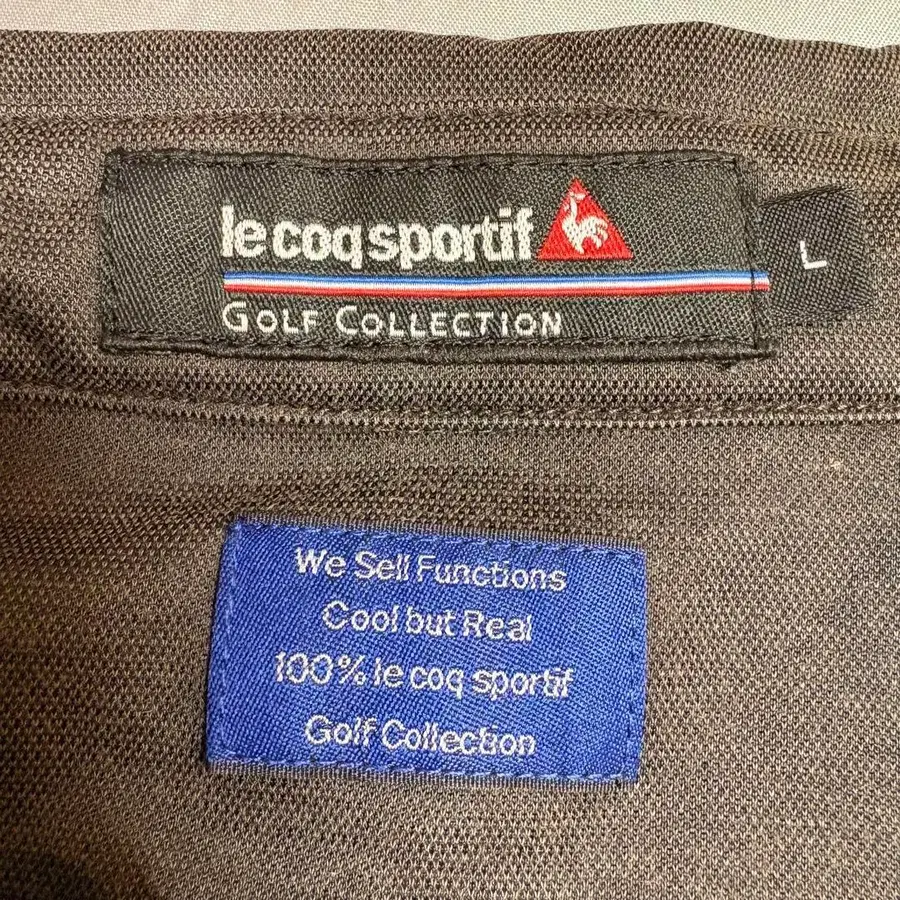 le coq sportif
L
GOLF COLLECTION
We Sell Functions
Cool but Real
100% le coq sportif
Golf Collection